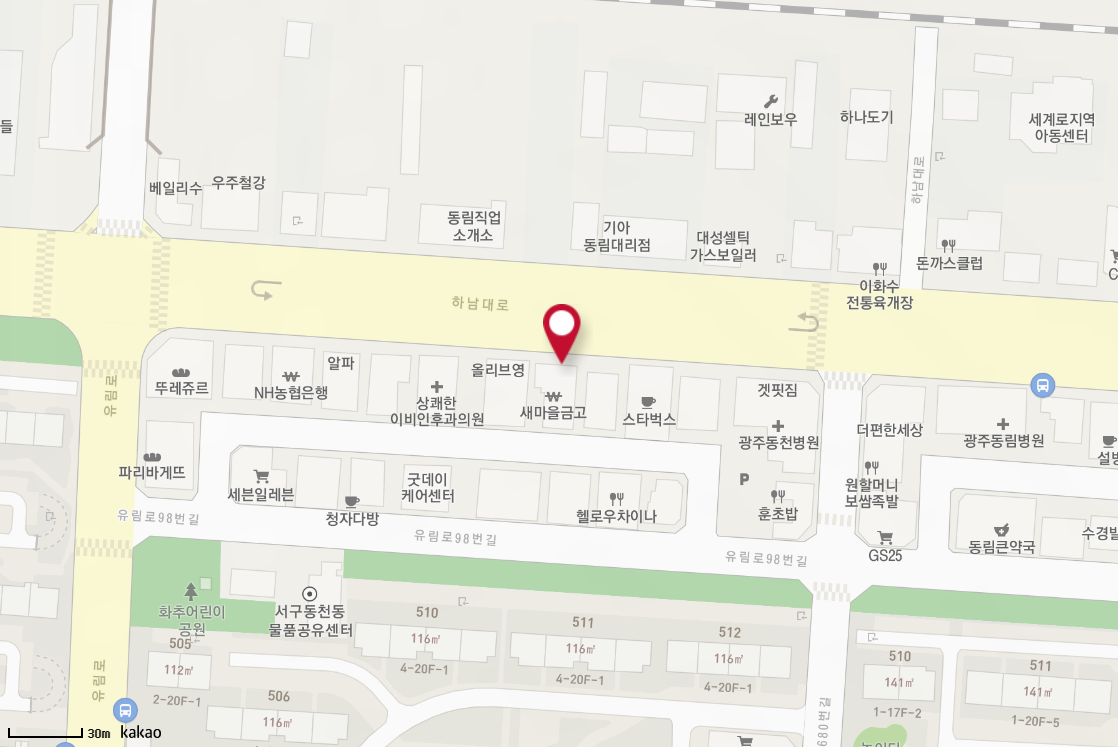 들
레인보우
하나도기
세계로지역
아동센터
하남대로
베일리수
우주철강
동림직업
소개소
기아
동림대리점
대성셀틱
가스보일러
돈까스클럽
이화수
전통육개장
하남대로
알파
올리브영
뚜레쥬르
NH농협은행
상쾌한
이비인후과의원
새마을금고
스타벅스
겟핏짐
유림로
더편한세상
광주동천병원
광주동림병원
파리바게뜨
세븐일레븐
굿데이
케어센터
P
원할머니
보쌈족발
청자다방
헬로우차이나
훈초밥
유림로98번길
유림로98번길
유림로98번길
GS25
동림큰약국
화추어린이
공원
서구동천동
물품공유센터
505
112㎡
2-20F-1
506
116㎡
510
116㎡
4-20F-1
511
116㎡
4-20F-1
512
116㎡
4-20F-1
510
141㎡
1-17F-2
511
141㎡
1-20F-5
유림로
680번길
30m
kakao